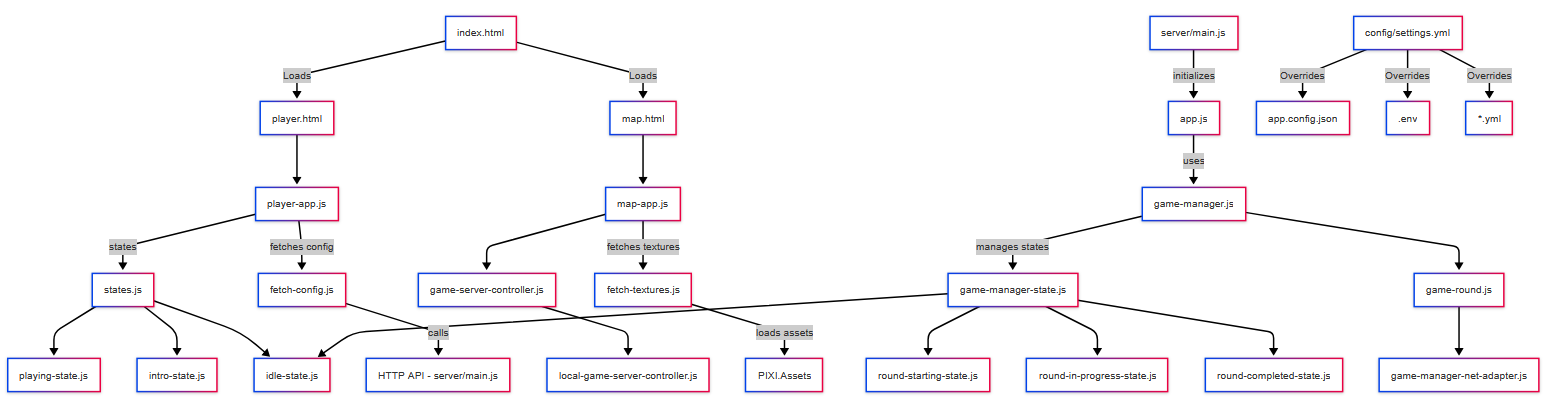 index.html
server/main.js
config/settings.yml
Loads
Loads
initializes
Overrides
Overrides
Overrides
player.html
map.html
app.js
app.config.json
.env
*.yml
uses
player-app.js
map-app.js
game-manager.js
states
fetches config
fetches textures
manages states
states.js
fetch-config.js
game-server-controller.js
fetch-textures.js
game-manager-state.js
game-round.js
calls
loads assets
playing-state.js
intro-state.js
idle-state.js
HTTP API - server/main.js
local-game-server-controller.js
PIXI.Assets
round-starting-state.js
round-in-progress-state.js
round-completed-state.js
game-manager-net-adapter.js